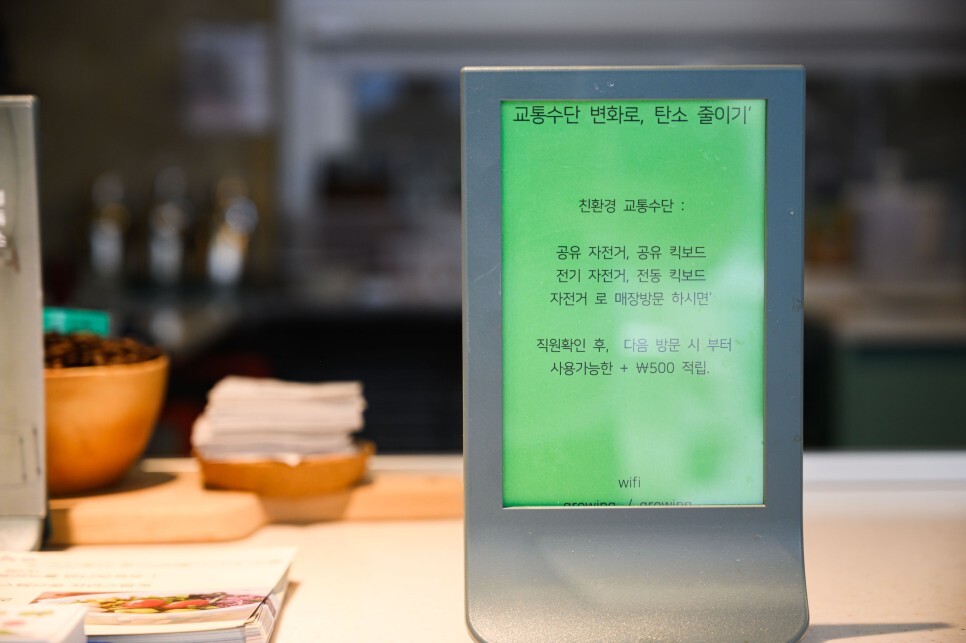 교통수단 변화로, 탄소 줄이기'
친환경 교통수단 :
공유 자전거, 공유 킥보드
전기 자전거, 전동 킥보드
자전거 로 매장방문 하시면'
직원확인 후, 다음 방문 시 부터
사용가능한 + ₩500 적립.
wifi
growing / growing